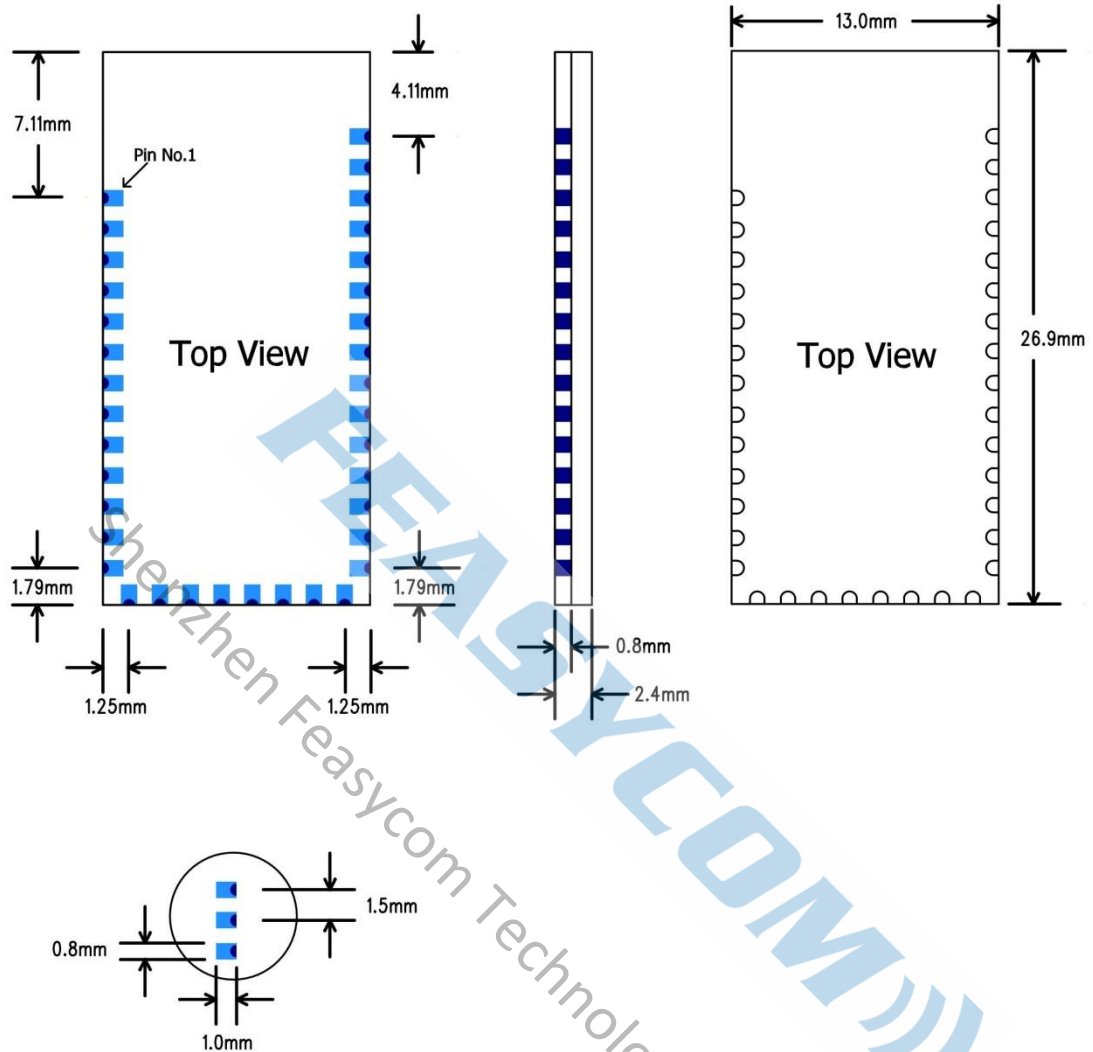 13.0mm
4.11mm
7.11mm
Pin No.1
26.9mm
Top View
Top View
1.79mm
1.79mm
0.8mm
2.4mm
1.25mm
1.25mm
1.5mm
0.8mm
1.0mm
FEASYCOM
Shenzhen Feasycom Technolo